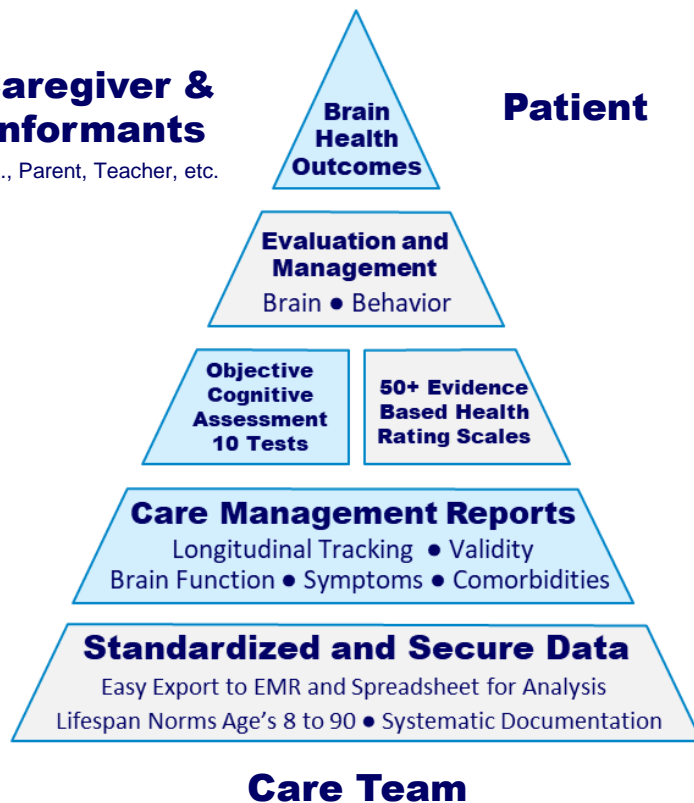 aregiver &
nformants
., Parent, Teacher, etc.
Patient
Brain
Health
Outcomes
Evaluation and
Management
Brain ● Behavior
Objective
Cognitive
Assessment
10 Tests
50+ Evidence
Based Health
Rating Scales
Care Management Reports
Longitudinal Tracking ● Validity
Brain Function ● Symptoms ● Comorbidities
Standardized and Secure Data
Easy Export to EMR and Spreadsheet for Analysis
Lifespan Norms Age's 8 to 90 ● Systematic Documentation
Care Team